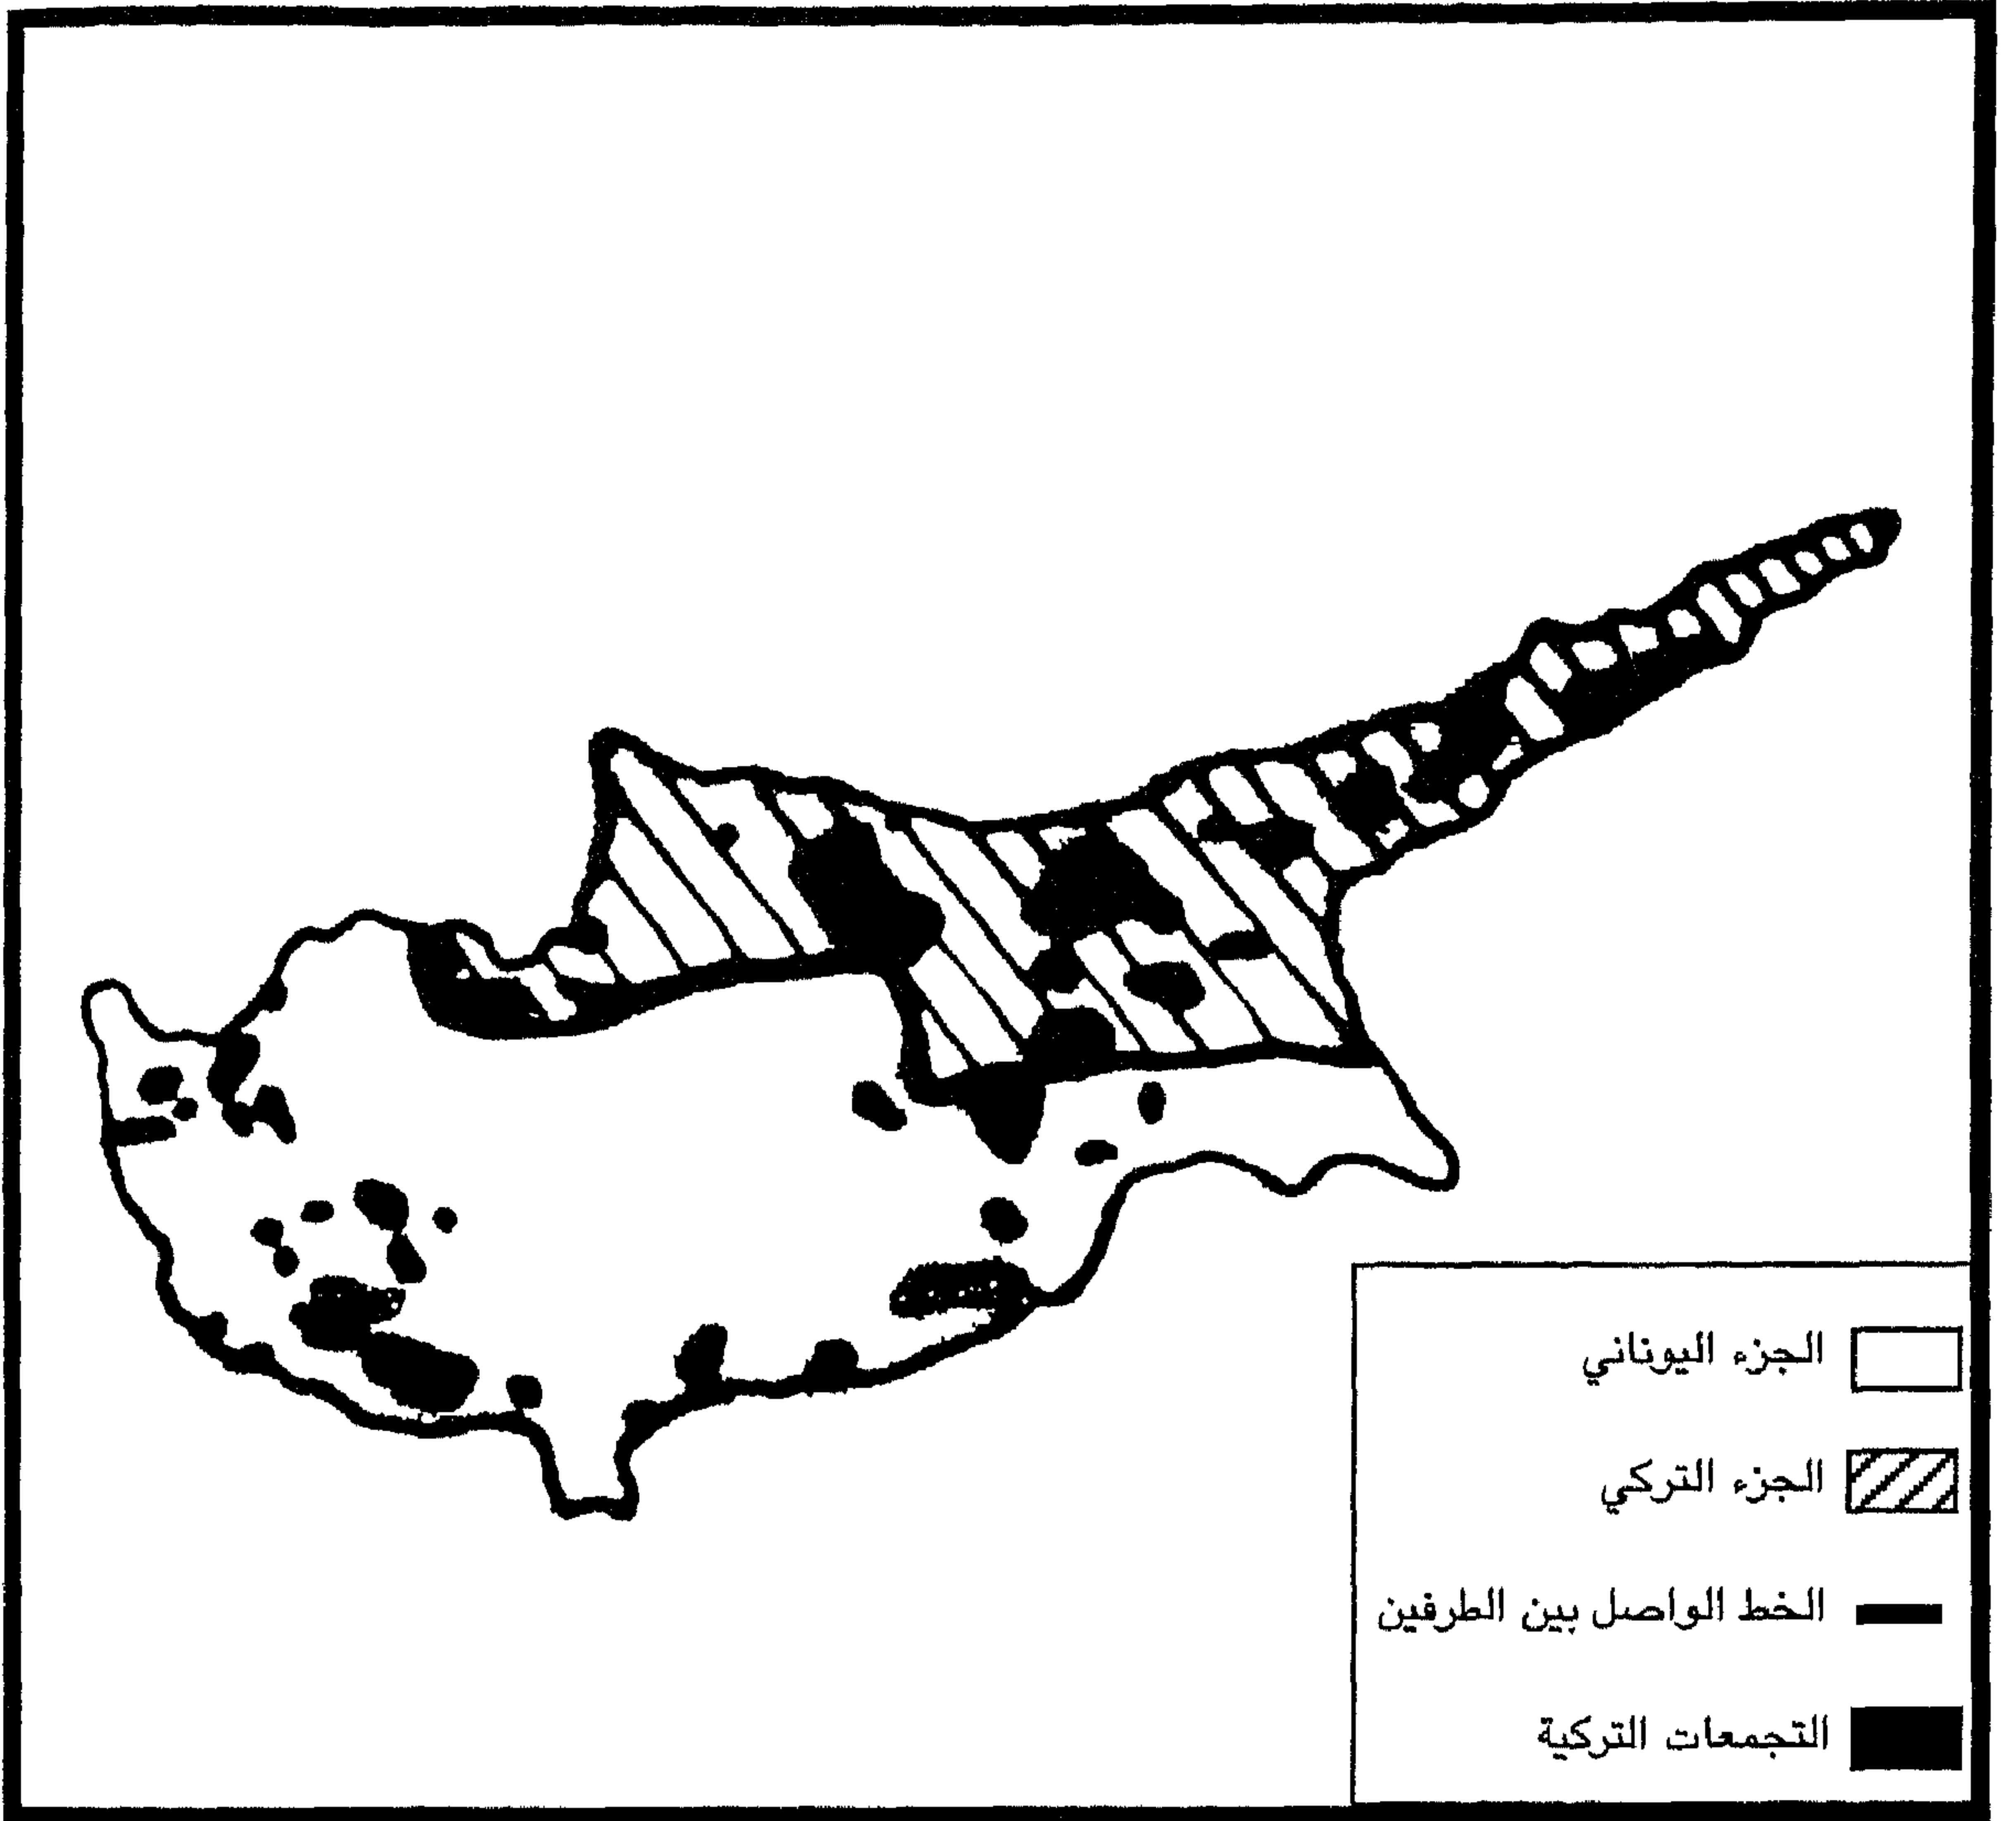 الجزء اليوناني
الجزء التركي
الخط الواصل بين الطرفين
التجمعات التركية